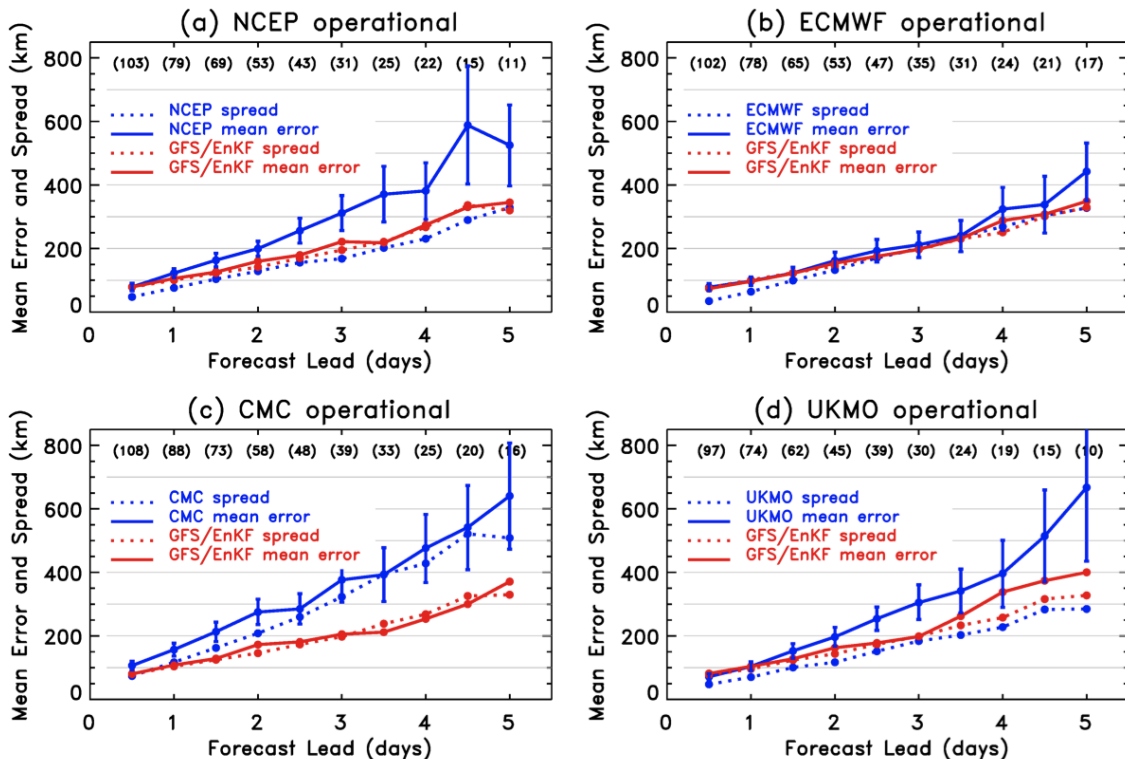 (a) NCEP operational
Mean Error and Spread (km)
800
600
400
200
0
(103) (79) (69) (53) (43) (31) (25) (22) (15) (11)
NCEP spread
NCEP mean error
GFS/EnKF spread
GFS/EnKF mean error
0 1 2 3 4 5
Forecast Lead (days)
(b) ECMWF operational
Mean Error and Spread (km)
800
600
400
200
0
(102) (78) (65) (53) (47) (35) (31) (24) (21) (17)
ECMWF spread
ECMWF mean error
GFS/EnKF spread
GFS/EnKF mean error
0 1 2 3 4 5
Forecast Lead (days)
(c) CMC operational
Mean Error and Spread (km)
800
600
400
200
0
(108) (88) (73) (58) (48) (39) (33) (25) (20) (16)
CMC spread
CMC mean error
GFS/EnKF spread
GFS/EnKF mean error
0 1 2 3 4 5
Forecast Lead (days)
(d) UKMO operational
Mean Error and Spread (km)
800
600
400
200
0
(97) (74) (62) (45) (39) (30) (24) (19) (15) (10)
UKMO spread
UKMO mean error
GFS/EnKF spread
GFS/EnKF mean error
0 1 2 3 4 5
Forecast Lead (days)